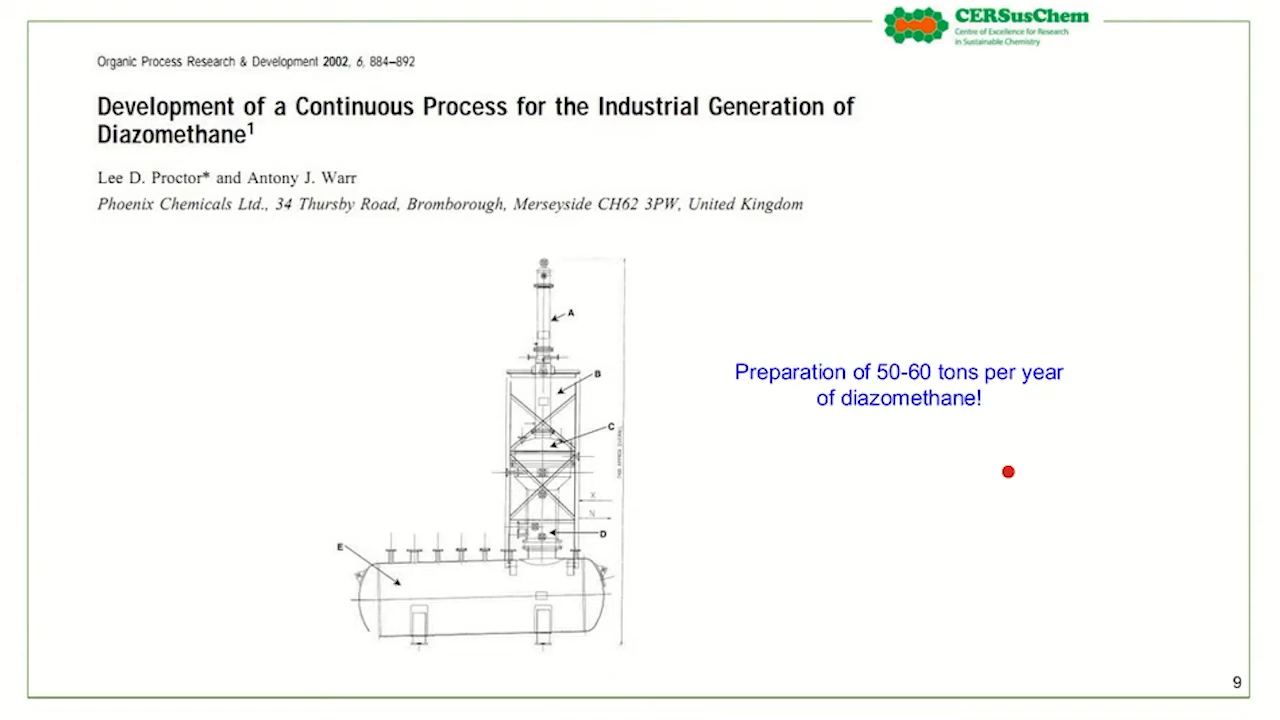 CERSusChem
Centre of Excellence for Research
in Sustainable Chemistry
Organic Process Research & Development 2002, 6, 884–892
Development of a Continuous Process for the Industrial Generation of
Diazomethane1
Lee D. Proctor* and Antony J. Warr
Phoenix Chemicals Ltd., 34 Thursby Road, Bromborough, Merseyside CH62 3PW, United Kingdom
A
B
Preparation of 50-60 tons per year
of diazomethane!
C
X
N
D
E
9